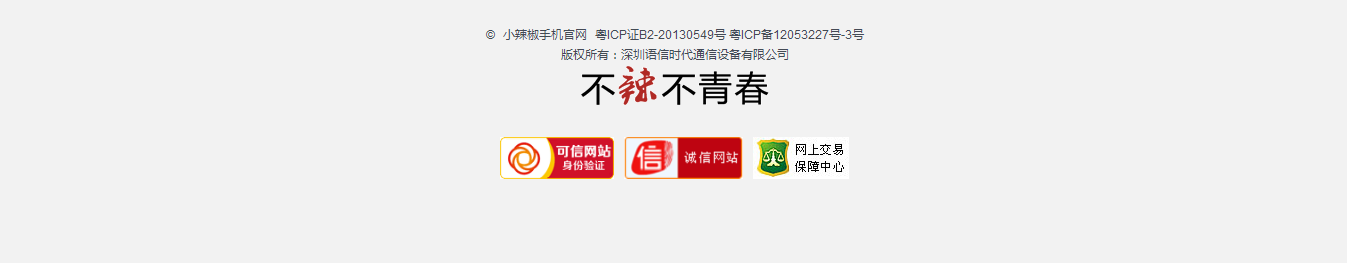 © 小辣椒手机官网 粤ICP证B2-20130549号 粤ICP备12053227号-3号
版权所有：深圳语信时代通信设备有限公司
不辣不青春
可信网站
身份验证
信 诚信网站
网上交易
保障中心